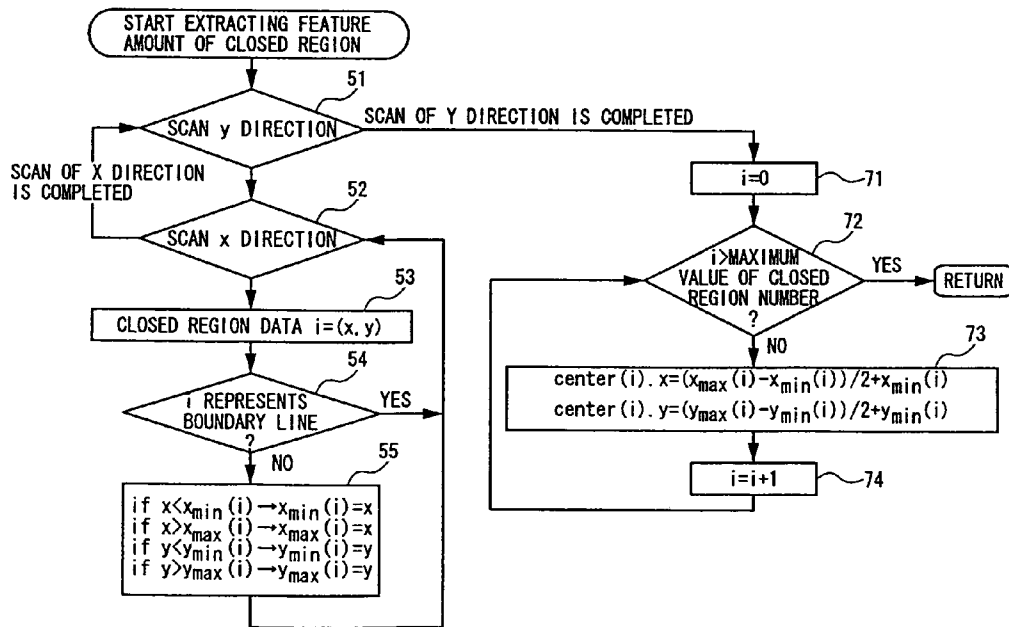 START EXTRACTING FEATURE
AMOUNT OF CLOSED REGION
51
SCAN y DIRECTION
SCAN OF Y DIRECTION IS COMPLETED
SCAN OF X DIRECTION
IS COMPLETED
52
SCAN x DIRECTION
53
CLOSED REGION DATA i=(x, y)
54
i REPRESENTS
BOUNDARY LINE
?
YES
NO
55
if x<xmin(i)→xmin(i)=x
if x>xmax(i)→xmax(i)=x
if y<ymin(i)→ymin(i)=y
if y>ymax(i)→ymax(i)=y
i=0
71
72
i>MAXIMUM
VALUE OF CLOSED
REGION NUMBER
?
YES
RETURN
NO
73
center(i).x=(xmax(i)-xmin(i))/2+xmin(i)
center(i).y=(ymax(i)-ymin(i))/2+ymin(i)
i=i+1
74